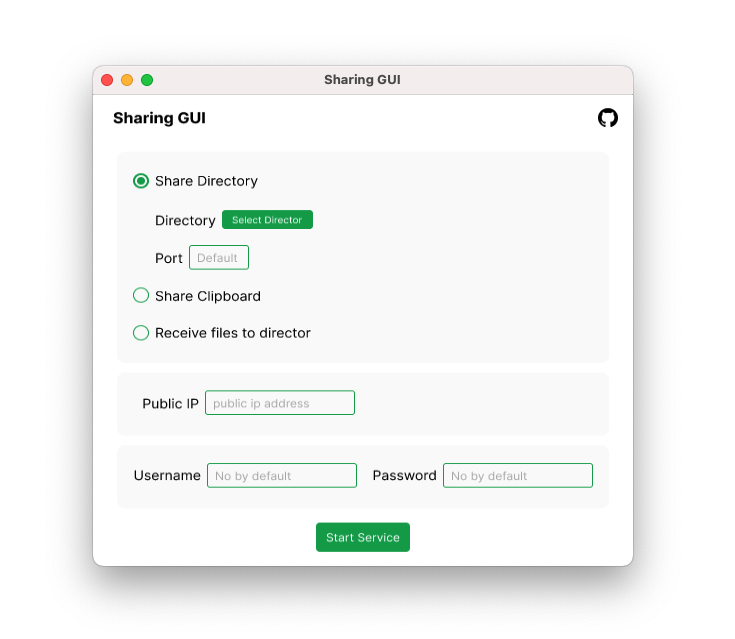 Sharing GUI
Sharing GUI
Share Directory
Directory Select Director
Port Default
Share Clipboard
Receive files to director
Public IP public ip address
Username No by default Password No by default
Start Service